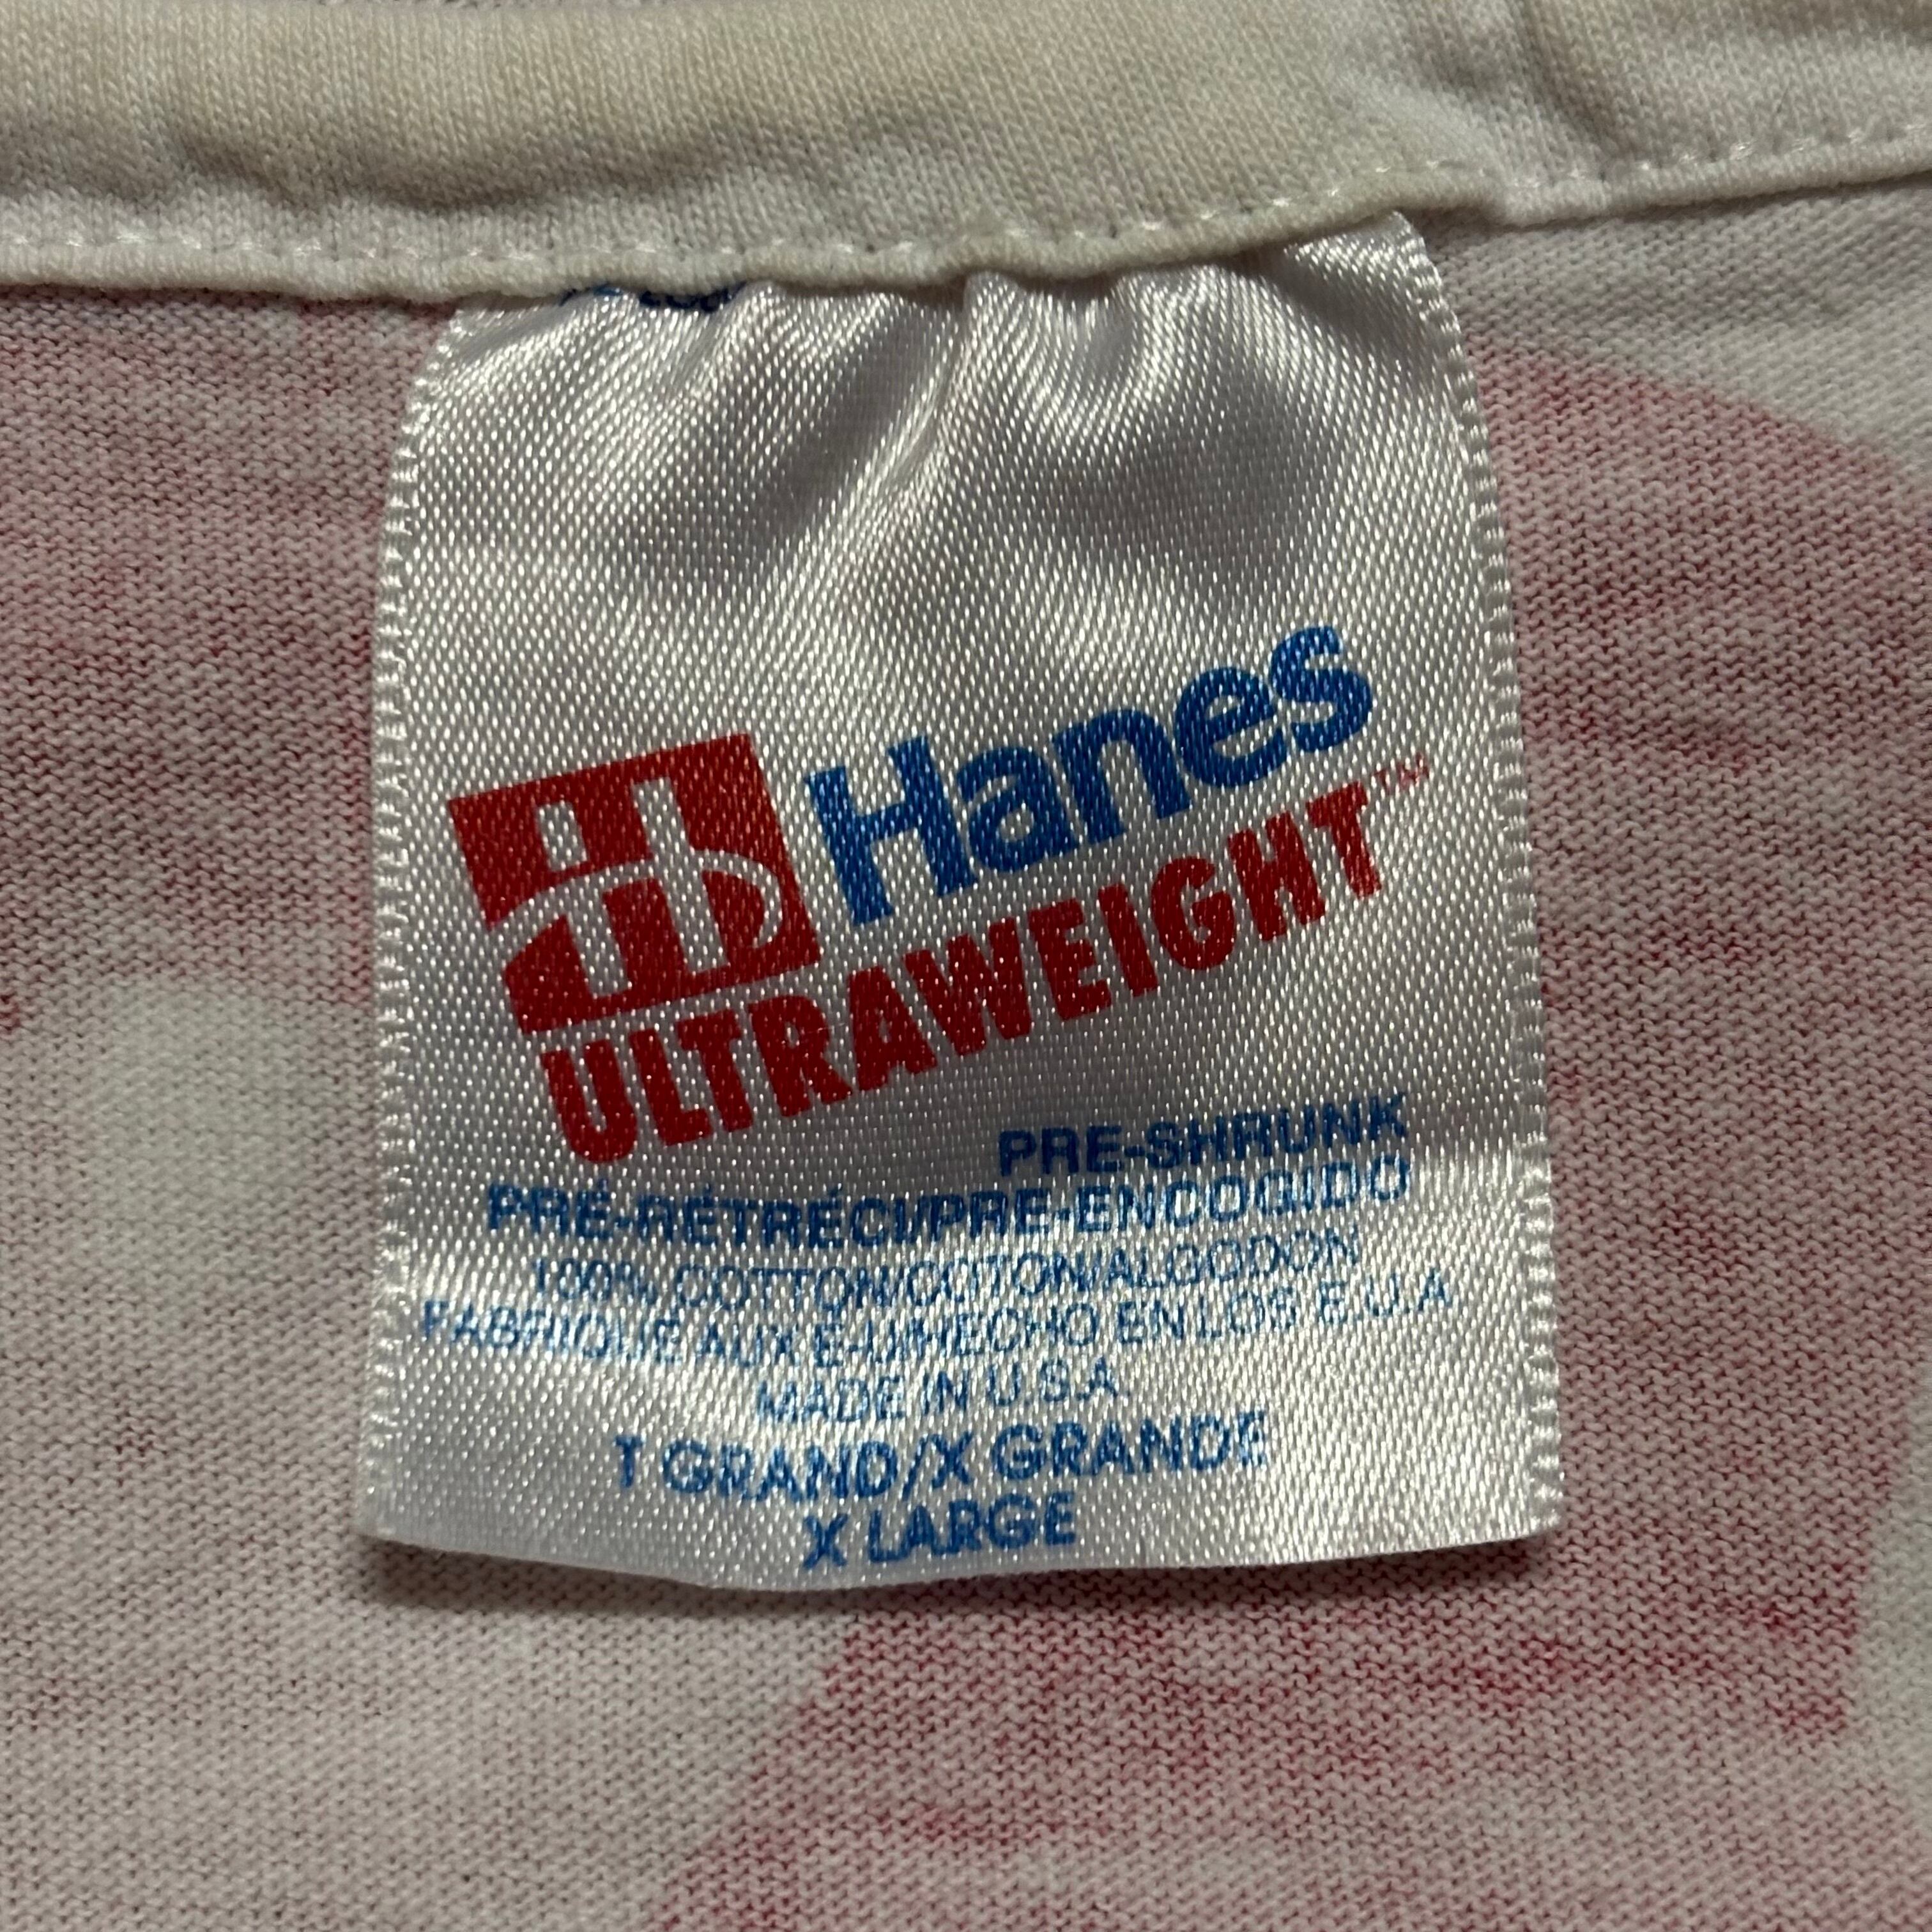 Hanes
ULTRAWEIGHT™
PRE-SHRUNK
PRÉ-RÉTRÉCI/PRE-ENCOGIDO
100% COTTON/COTON/ALGODON
FABRIQUE AUX E-U/HECHO EN LOS E.U.A
MADE IN U.S.A
T GRAND/X GRANDE
X LARGE